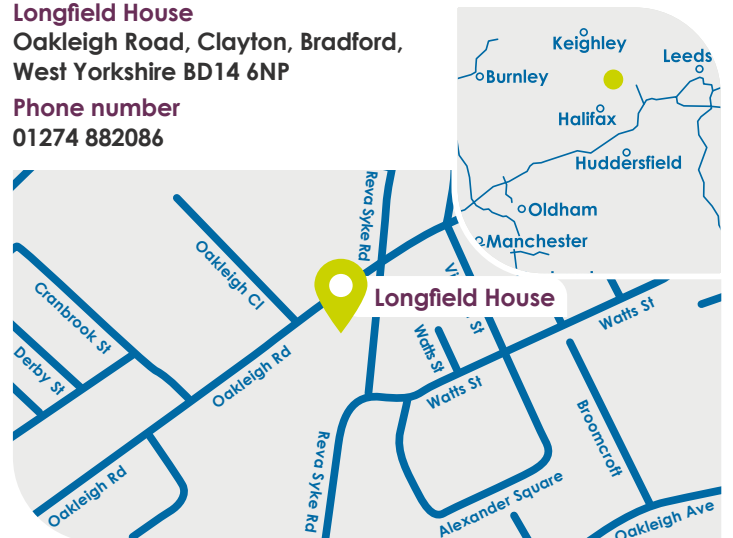 Longfield House
Oakleigh Road, Clayton, Bradford,
West Yorkshire BD14 6NP
Phone number
01274 882086
Keighley
Leeds
Burnley
Halifax
Huddersfield
Oldham
Manchester
Reva Syke Rd
Oakleigh Cl
Longfield House
Cranbrook St
Watts St
St
Watts St
Derby St
Oakleigh Rd
Watts St
Broomcroft
Reva Syke Rd
Oakleigh Rd
Alexander Square
Oakleigh Ave